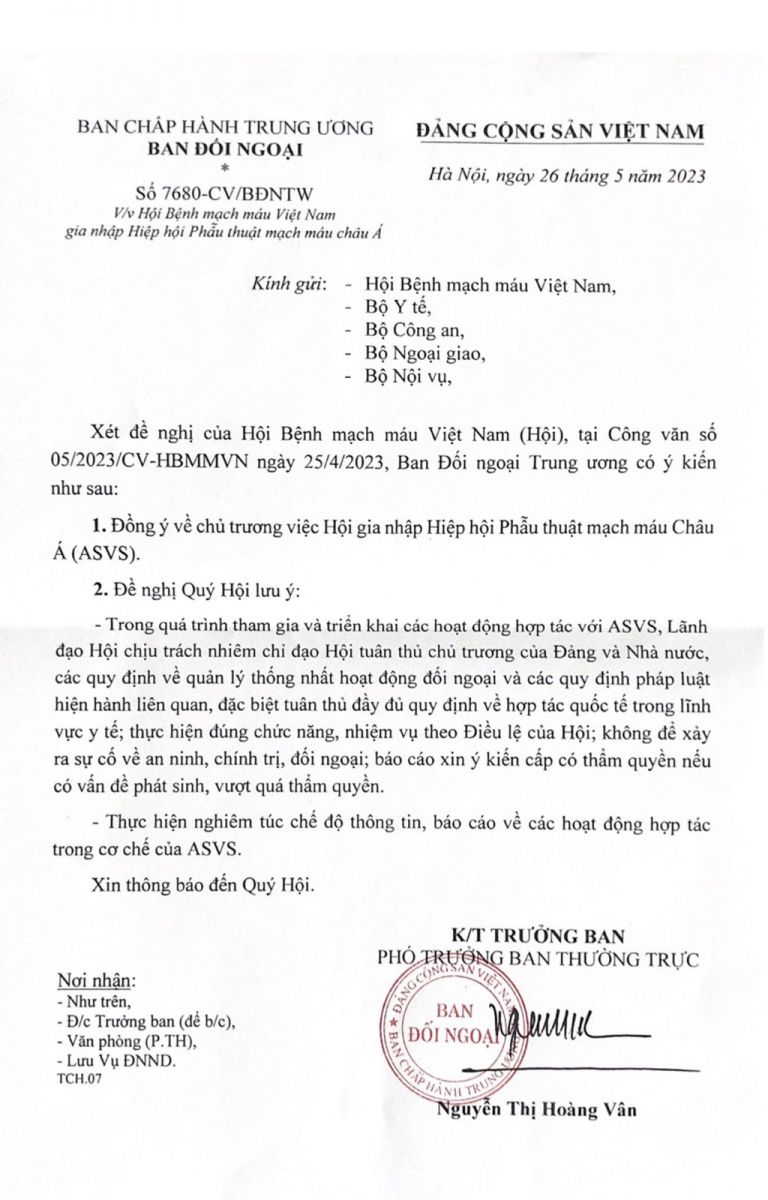 BAN CHẤP HÀNH TRUNG ƯƠNG
BAN ĐỐI NGOẠI
*
Số 7680-CV/BĐNTW
V/v Hội Bệnh mạch máu Việt Nam
gia nhập Hiệp hội Phẫu thuật mạch máu châu Á
ĐẢNG CỘNG SẢN VIỆT NAM
Hà Nội, ngày 26 tháng 5 năm 2023
Kính gửi: - Hội Bệnh mạch máu Việt Nam,
- Bộ Y tế,
- Bộ Công an,
- Bộ Ngoại giao,
- Bộ Nội vụ,
Xét đề nghị của Hội Bệnh mạch máu Việt Nam (Hội), tại Công văn số
05/2023/CV-HBMMVN ngày 25/4/2023, Ban Đối ngoại Trung ương có ý kiến
như sau:
1. Đồng ý về chủ trương việc Hội gia nhập Hiệp hội Phẫu thuật mạch máu Châu
Á (ASVS).
2. Đề nghị Quý Hội lưu ý:
- Trong quá trình tham gia và triển khai các hoạt động hợp tác với ASVS, Lãnh
đạo Hội chịu trách nhiệm chỉ đạo Hội tuân thủ chủ trương của Đảng và Nhà nước,
các quy định về quản lý thống nhất hoạt động đối ngoại và các quy định pháp luật
hiện hành liên quan, đặc biệt tuân thủ đầy đủ quy định về hợp tác quốc tế trong lĩnh
vực y tế; thực hiện đúng chức năng, nhiệm vụ theo Điều lệ của Hội; không để xảy
ra sự cố về an ninh, chính trị, đối ngoại; báo cáo xin ý kiến cấp có thẩm quyền nếu
có vấn đề phát sinh, vượt quá thẩm quyền.
- Thực hiện nghiêm túc chế độ thông tin, báo cáo về các hoạt động hợp tác
trong cơ chế của ASVS.
Xin thông báo đến Quý Hội.
K/T TRƯỞNG BAN
PHÓ TRƯỞNG BAN THƯỜNG TRỰC
ĐẢNG CỘNG SẢN VIỆT NAM
BAN
ĐỐI NGOẠI
BAN CHẤP HÀNH TRUNG ƯƠNG
Nguyễn Thị Hoàng Vân
Nơi nhận:
- Như trên,
- Đ/c Trưởng ban (để b/c),
- Văn phòng (P.TH),
- Lưu Vụ ĐNND.
TCH.07